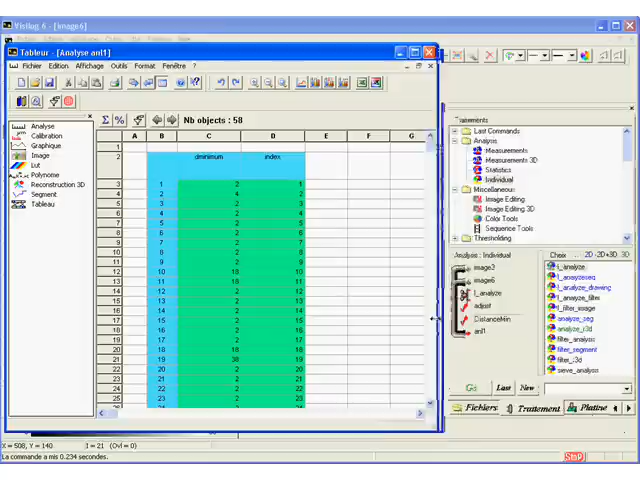 Visilog 6 - [image6]
Tableur - [Analyse anl1]
Fichier Edition Affichage Outils Format Fenêtre ?
Nb objects : 58
Analyse
Calibration
Graphique
Image
Lut
Polynome
Reconstruction 3D
Segment
Tableau
A B C D E F G
1
2 dminimum index
3 1 2 1
4 2 4 2
5 3 2 3
6 4 2 4
7 5 2 5
8 6 2 6
9 7 2 7
10 8 2 8
11 9 2 9
12 10 18 10
13 11 18 11
14 12 2 12
15 13 2 13
16 14 2 14
17 15 2 15
18 16 2 16
19 17 2 17
20 18 18 18
21 19 38 19
22 20 2 20
23 21 2 21
24 22 2 22
25 23 2 23
Traitements
Last Commands
Analysis
Measurements
Measurements 3D
Statistics
Individual
Miscellaneous
Image Editing
Image Editing 3D
Color Tools
Sequence Tools
Thresholding
Analysis : Individual
image3
image6
I_analyze
adjust
DistanceMin
anl1
Choix 2D -2D+3D 3D
I_analyze
I_analyzeseq
I_analyze_drawing
I_analyze_filter
I_filter_image
analyze_seg
analyze_r3d
filter_analysis
filter_segment
filter_r3d
sieve_analysis
Go Last New
Fichiers Traitement Platine
X = 508, Y = 140 I = 21 (Ovl = 0)
La commande a mis 0.234 secondes.
Stop